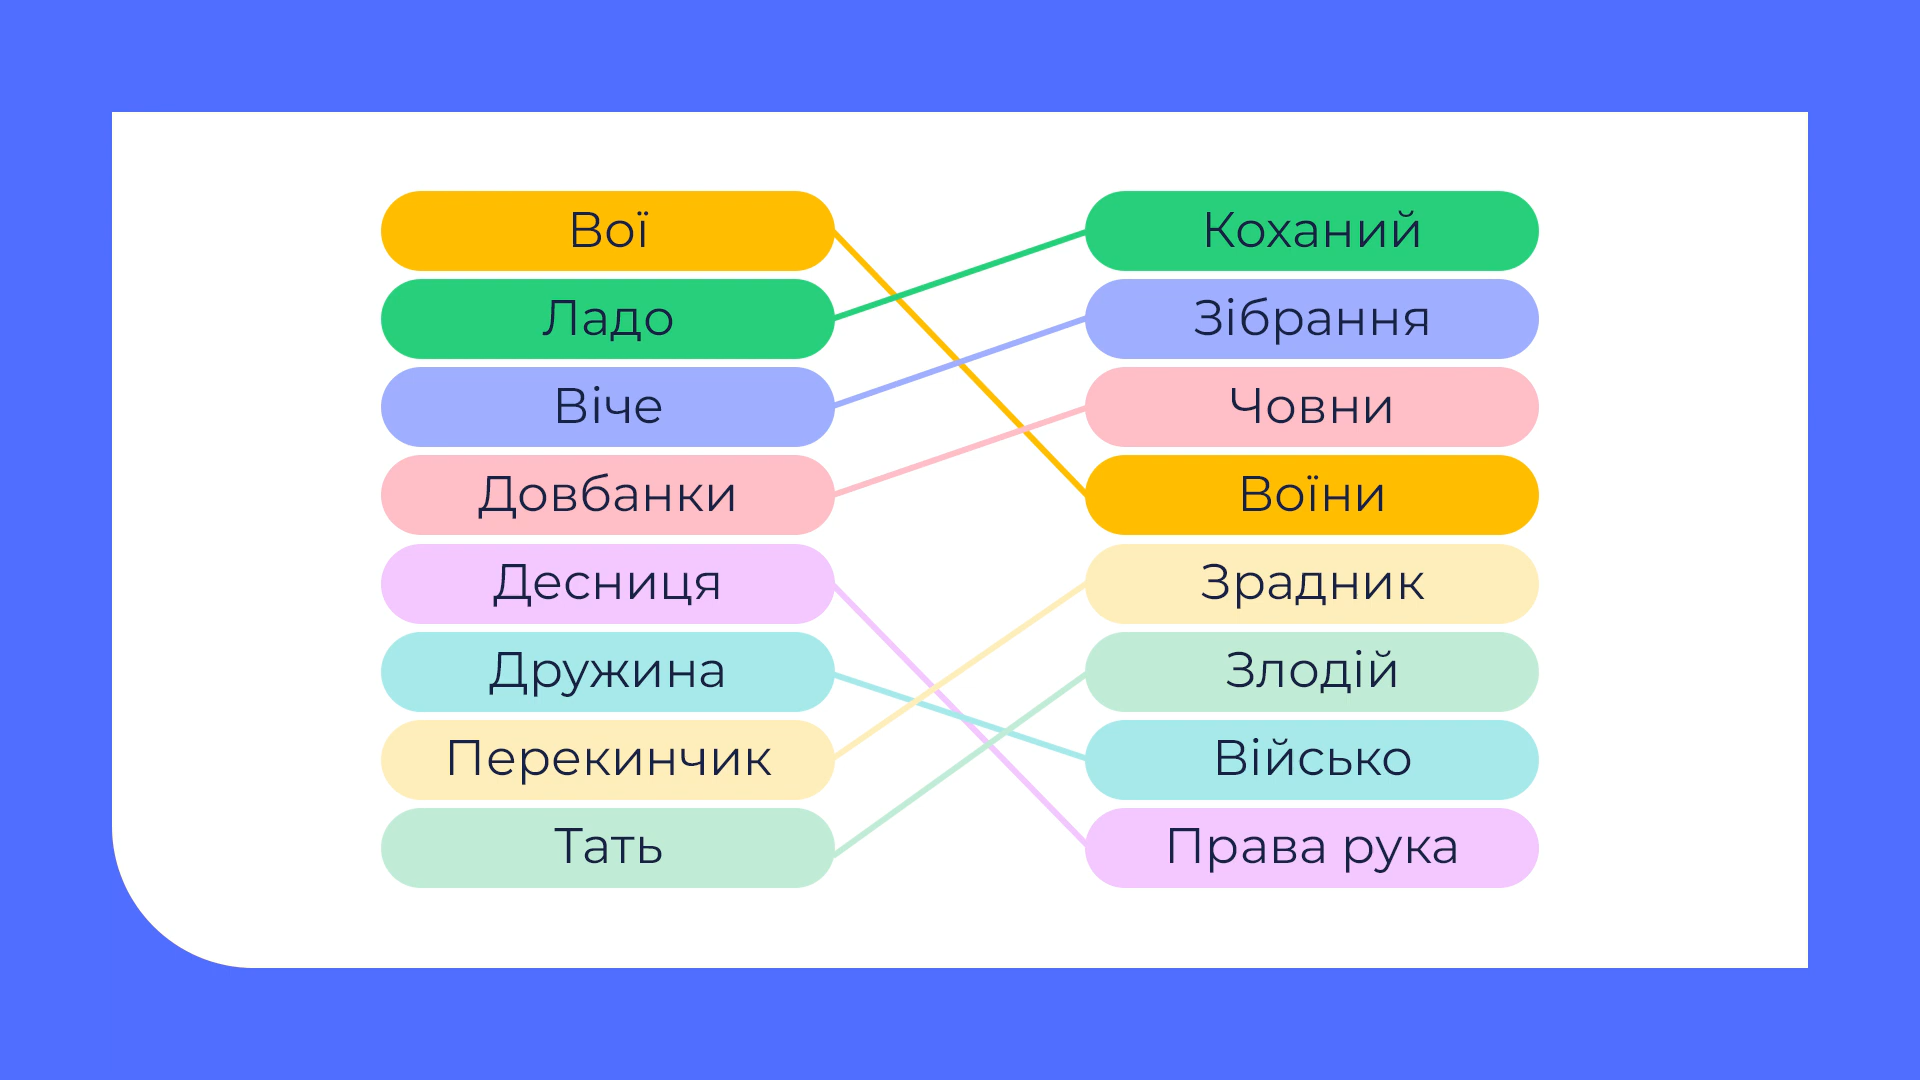 Вої
Ладо
Віче
Довбанки
Десниця
Дружина
Перекинчик
Тать
Коханий
Зібрання
Човни
Воїни
Зрадник
Злодій
Військо
Права рука